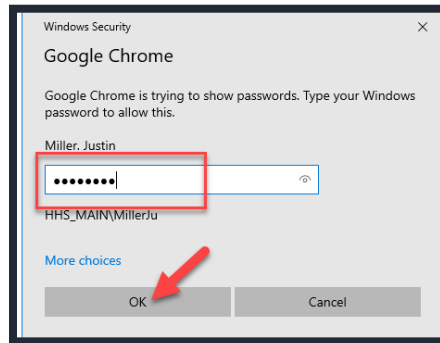 Windows Security
Google Chrome
Google Chrome is trying to show passwords. Type your Windows
password to allow this.
Miller. Justin
●●●●●●●●
HHS_MAIN\MillerJu
More choices
OK
Cancel